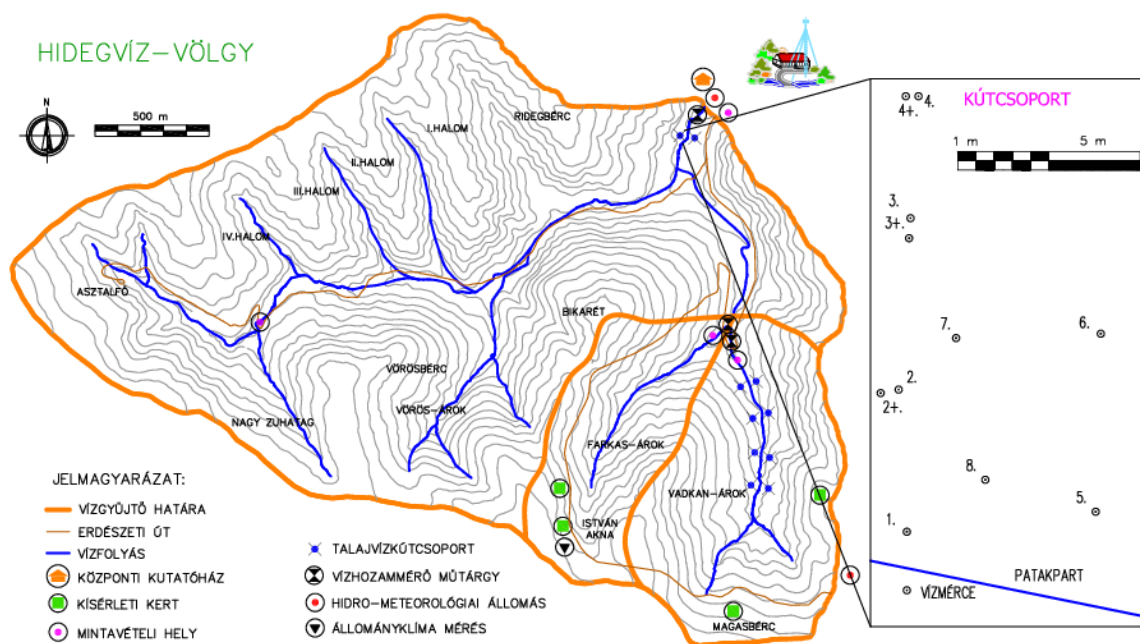 HIDEGVÍZ-VÖLGY
N
500 m
RIDEGBÉRC
I.HALOM
II.HALOM
III.HALOM
IV.HALOM
ASZTALFŐ
BIKARÉT
VÖRÖSBÉRC
VÖRÖS-ÁROK
NAGY ZUHATAG
FARKAS-ÁROK
VADKAN-ÁROK
ISTVÁN
AKNA
MAGASBÉRC
JELMAGYARÁZAT:
VÍZGYŰJTŐ HATÁRA
ERDÉSZETI ÚT
VÍZFOLYÁS
KÖZPONTI KUTATÓHÁZ
KÍSÉRLETI KERT
MINTAVÉTELI HELY
TALAJVÍZKÚTCSOPORT
VÍZHOZAMMÉRŐ MŰTÁRGY
HIDRO-METEOROLÓGIAI ÁLLOMÁS
ÁLLOMÁNYKLÍMA MÉRÉS
KÚTCSOPORT
4+. 4.
1 m 5 m
3.
3+.
7.
6.
2.
2+.
8.
5.
1.
PATAKPART
VÍZMÉRCE